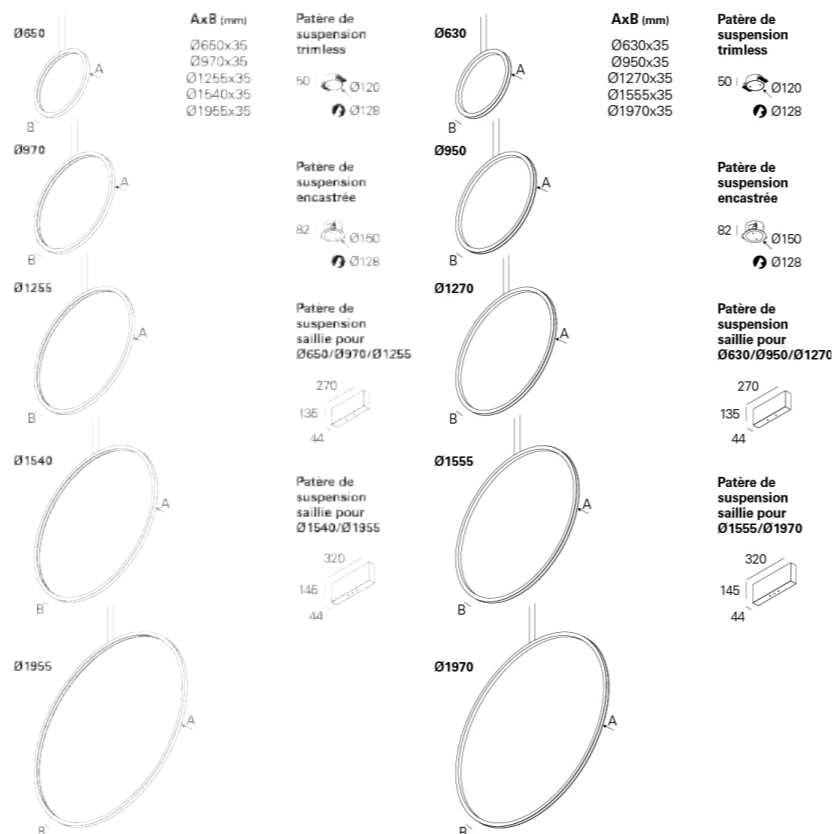 Ø650
A
B
Ø970
A
B
Ø1255
A
B
Ø1540
A
B
Ø1955
A
B
AxB (mm)
Ø650x35
Ø970x35
Ø1255x35
Ø1540x35
Ø1955x35
Patère de
suspension
trimless
50
Ø120
Ø128
Patère de
suspension
encastrée
82
Ø150
Ø128
Patère de
suspension
saillie pour
Ø650/Ø970/Ø1255
270
135
44
Patère de
suspension
saillie pour
Ø1540/Ø1955
320
145
44
Ø630
A
B
Ø950
A
B
Ø1270
A
B
Ø1555
A
B
Ø1970
A
B
AxB (mm)
Ø630x35
Ø950x35
Ø1270x35
Ø1555x35
Ø1970x35
Patère de
suspension
trimless
50
Ø120
Ø128
Patère de
suspension
encastrée
82
Ø150
Ø128
Patère de
suspension
saillie pour
Ø630/Ø950/Ø1270
270
135
44
Patère de
suspension
saillie pour
Ø1555/Ø1970
320
145
44